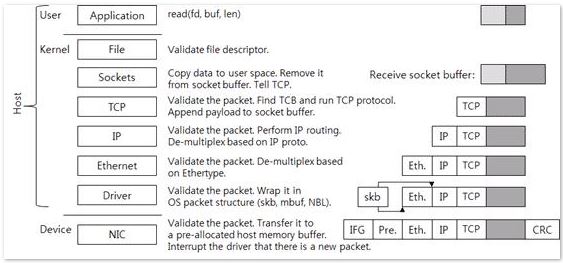 User Application read(fd, buf, len)
Kernel File Validate file descriptor.
Sockets Copy data to user space. Remove it
from socket buffer. Tell TCP.
Receive socket buffer:
Host
TCP Validate the packet. Find TCB and run TCP protocol.
Append payload to socket buffer.
TCP
IP Validate the packet. Perform IP routing.
De-multiplex based on IP proto.
IP TCP
Ethernet Validate the packet. De-multiplex based
on Ethertype.
Eth. IP TCP
Driver Validate the packet. Wrap it in
OS packet structure (skb, mbuf, NBL).
skb Eth. IP TCP
Device NIC Validate the packet. Transfer it to
a pre-allocated host memory buffer.
Interrupt the driver that there is a new packet.
IFG Pre. Eth. IP TCP CRC